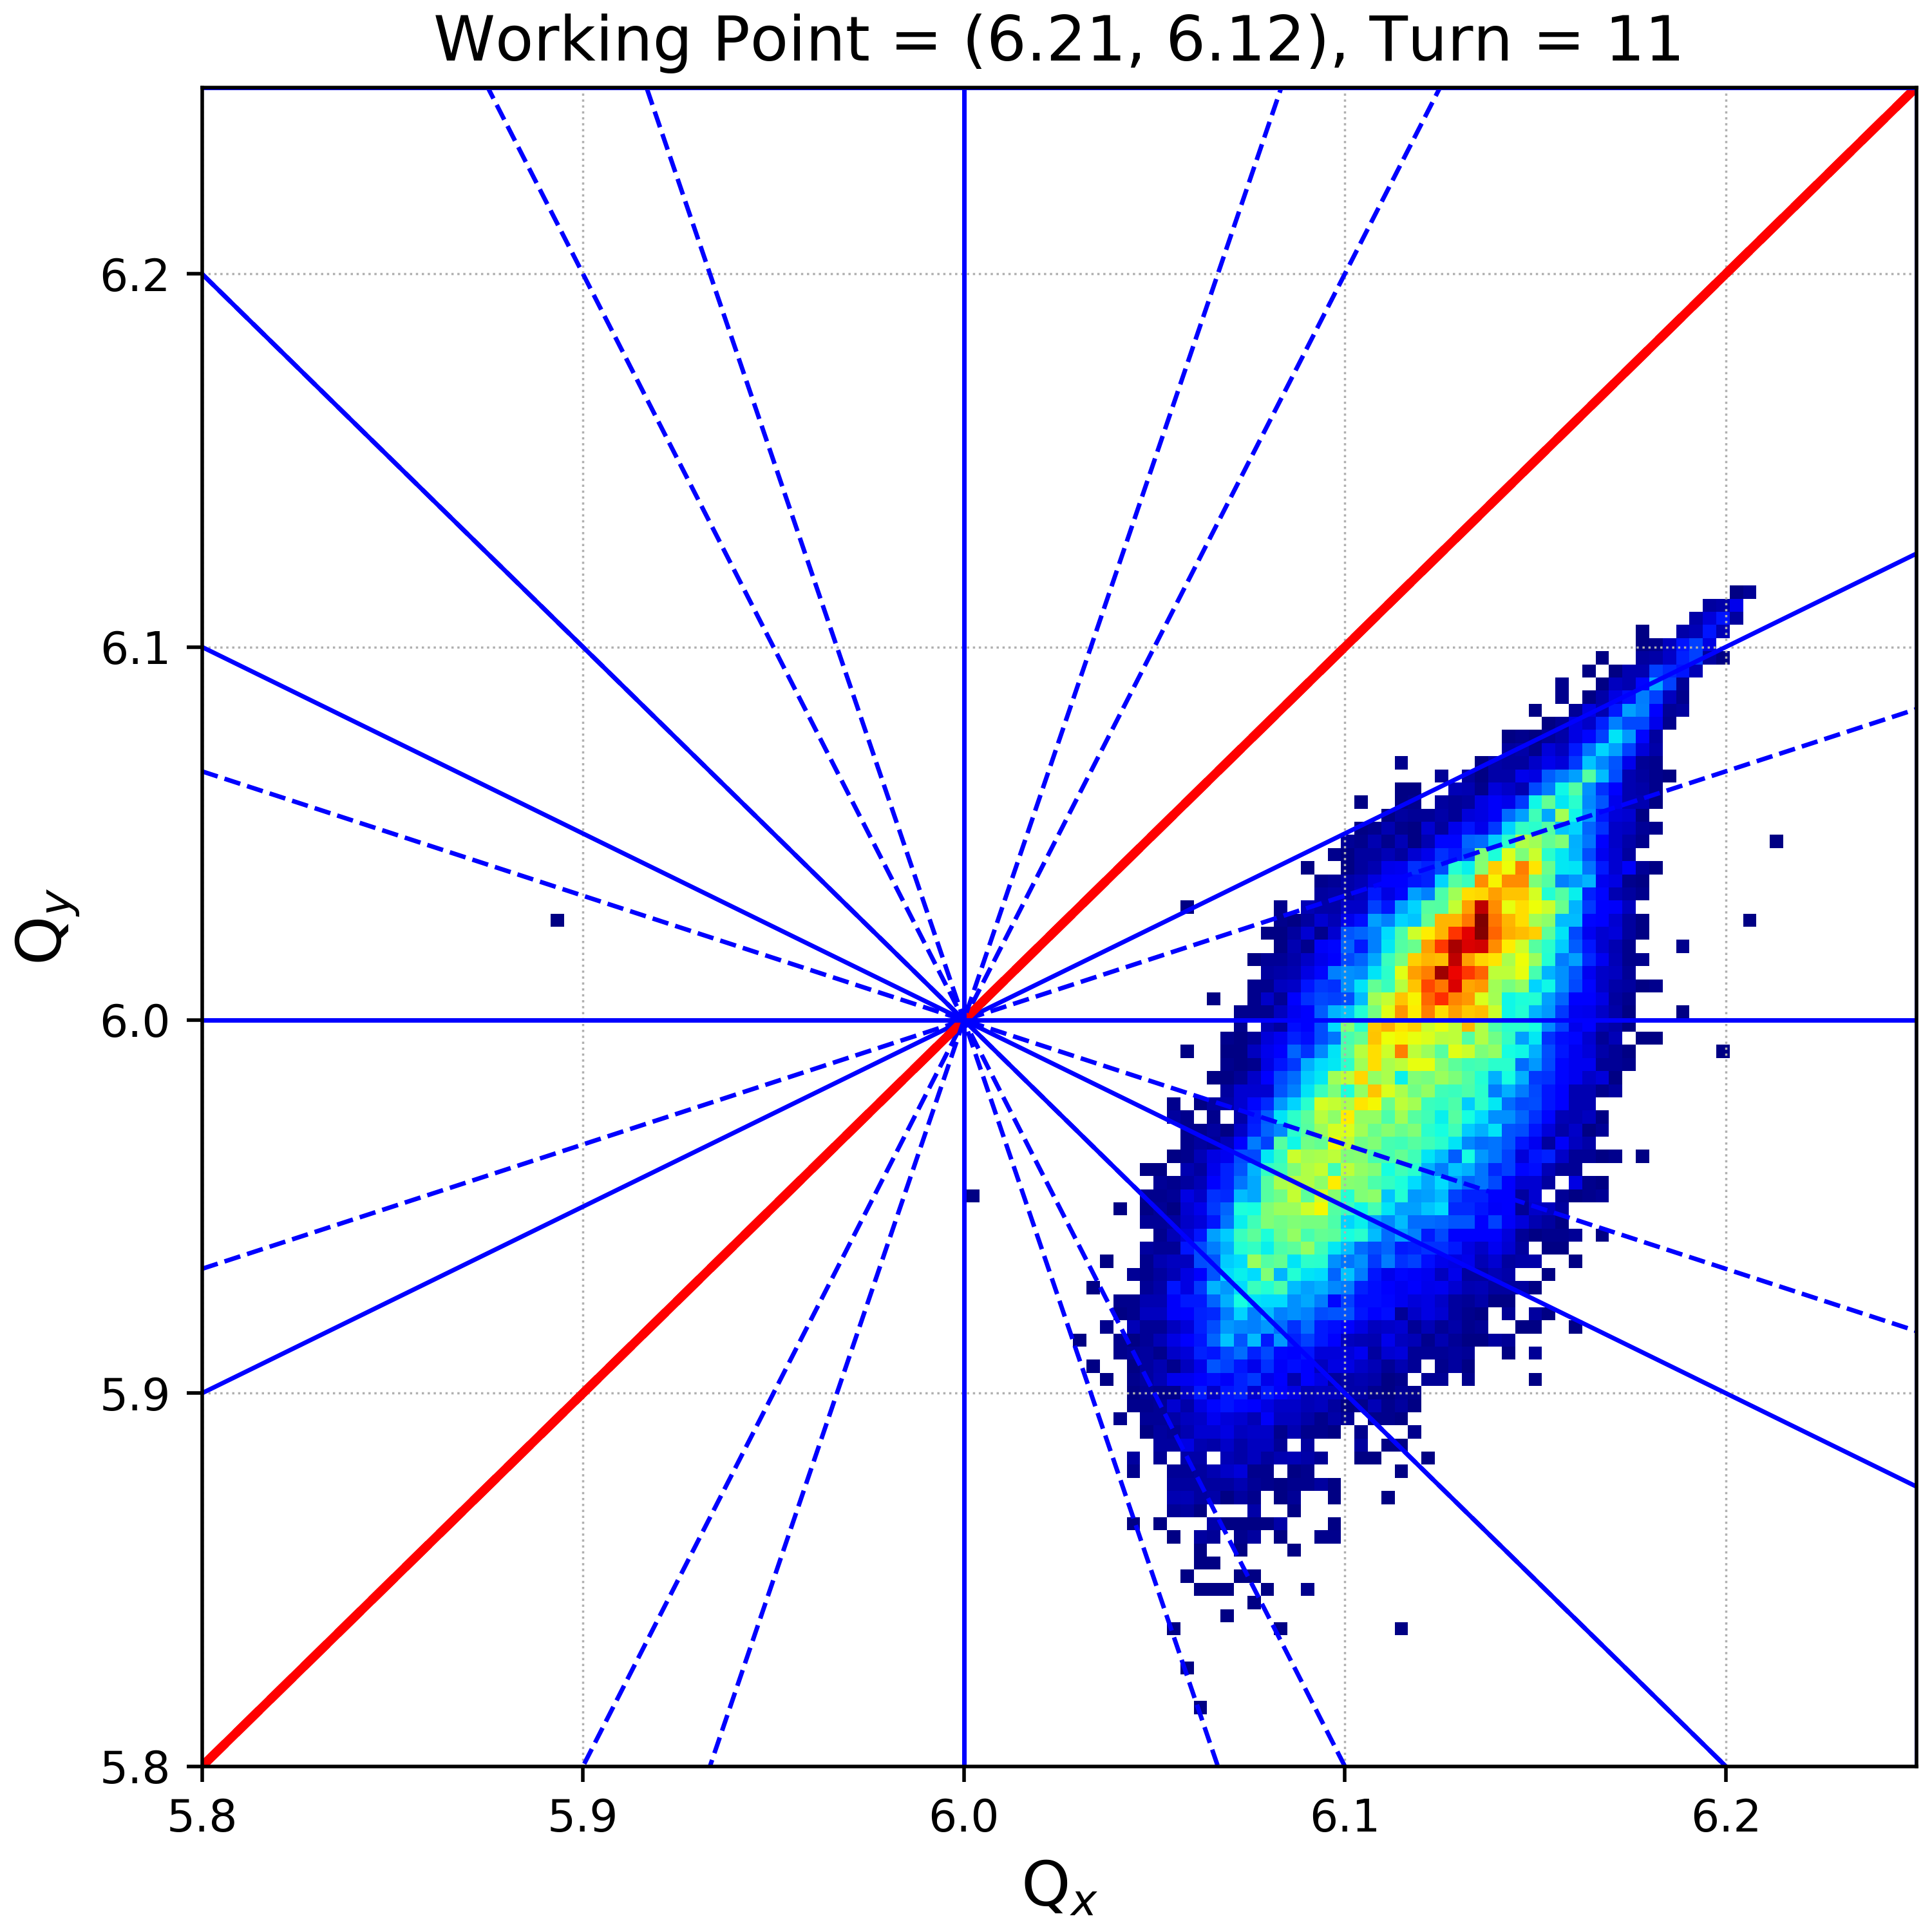 Working Point = (6.21, 6.12), Turn = 11
6.2
6.1
6.0
5.9
5.8
Qy
5.8 5.9 6.0 6.1 6.2
Qx